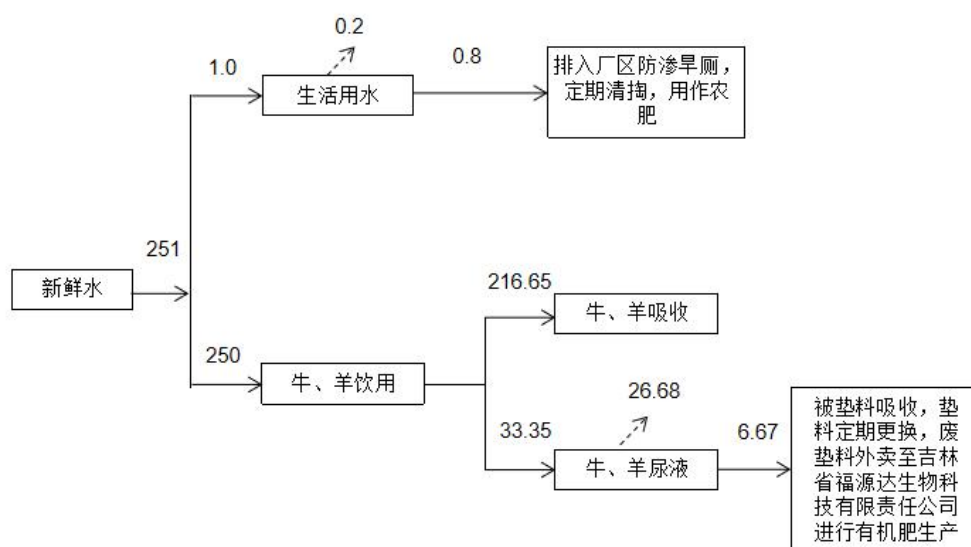 0.2
1.0
0.8
生活用水
排入厂区防渗旱厕，
定期清掏，用作农
肥
251
新鲜水
216.65
牛、羊吸收
250
牛、羊饮用
26.68
33.35
6.67
牛、羊尿液
被垫料吸收，垫
料定期更换，废
垫料外卖至吉林
省福源达生物科
技有限责任公司
进行有机肥生产